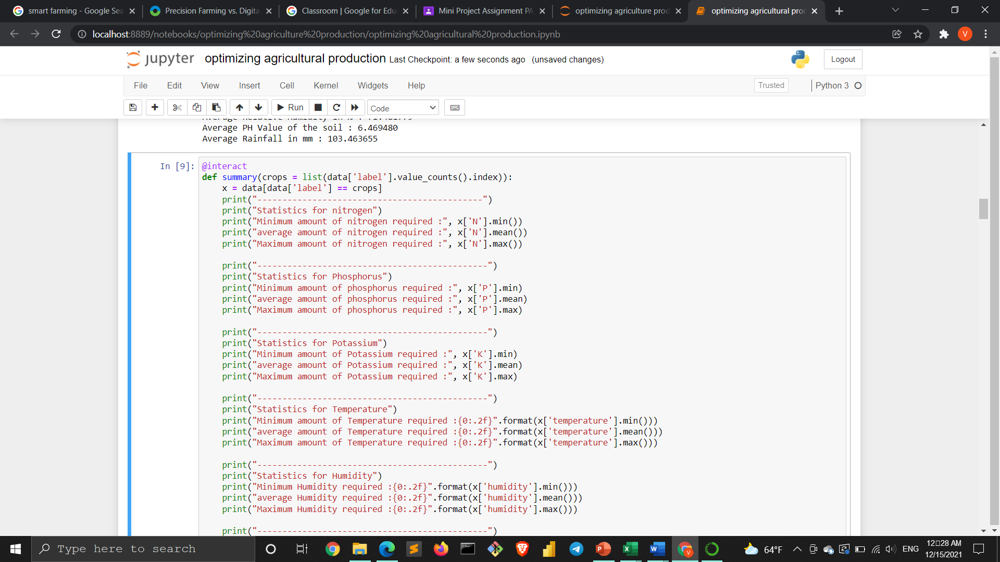 smart farming - Google Sea
Precision Farming vs. Digita
Classroom | Google for Edu
Mini Project Assignment PA
optimizing agriculture prod
optimizing agricultural pro
localhost:8889/notebooks/optimizing%20agriculture%20production/optimizing%20agricultural%20production.ipynb
V
jupyter optimizing agricultural production Last Checkpoint: a few seconds ago (unsaved changes)
Logout
File Edit View Insert Cell Kernel Widgets Help
Trusted
Python 3
Run
Code
Average Relative Humidity in % : 71.481779
Average PH Value of the soil : 6.469480
Average Rainfall in mm : 103.463655
In [9]: @interact
def summary(crops = list(data['label'].value_counts().index)):
    x = data[data['label'] == crops]
    print("---------------------------------------------")
    print("Statistics for nitrogen")
    print("Minimum amount of nitrogen required :", x['N'].min())
    print("average amount of nitrogen required :", x['N'].mean())
    print("Maximum amount of nitrogen required :", x['N'].max())
    print("----------------------------------------------")
    print("Statistics for Phosphorus")
    print("Minimum amount of phosphorus required :", x['P'].min)
    print("average amount of phosphorus required :", x['P'].mean)
    print("Maximum amount of phosphorus required :", x['P'].max)
    print("----------------------------------------------")
    print("Statistics for Potassium")
    print("Minimum amount of Potassium required :", x['K'].min)
    print("average amount of Potassium required :", x['K'].mean)
    print("Maximum amount of Potassium required :", x['K'].max)
    print("----------------------------------------------")
    print("Statistics for Temperature")
    print("Minimum amount of Temperature required :{0:.2f}".format(x['temperature'].min()))
    print("average amount of Temperature required :{0:.2f}".format(x['temperature'].mean()))
    print("Maximum amount of Temperature required :{0:.2f}".format(x['temperature'].max()))
    print("----------------------------------------------")
    print("Statistics for Humidity")
    print("Minimum Humidity required :{0:.2f}".format(x['humidity'].min()))
    print("average Humidity required :{0:.2f}".format(x['humidity'].mean()))
    print("Maximum Humidity required :{0:.2f}".format(x['humidity'].max()))
    print("----------------------------------------------")
Type here to search
64°F
ENG
12▯28 AM
12/15/2021